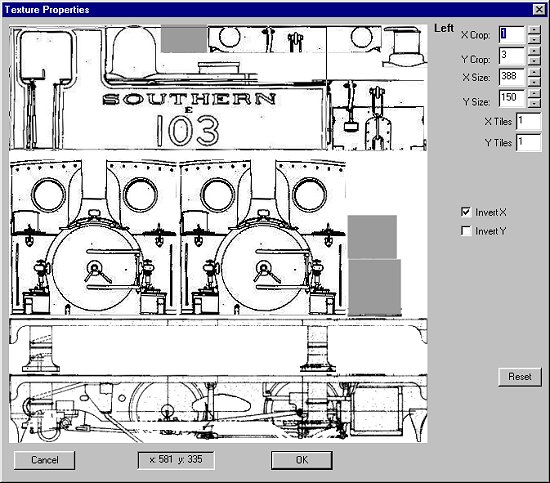 Texture Properties
Left
X Crop: 1
Y Crop: 3
X Size: 388
Y Size: 150
X Tiles 1
Y Tiles 1
SOUTHERN
E
103
Invert X
Invert Y
Reset
Cancel
x: 581 y: 335
OK